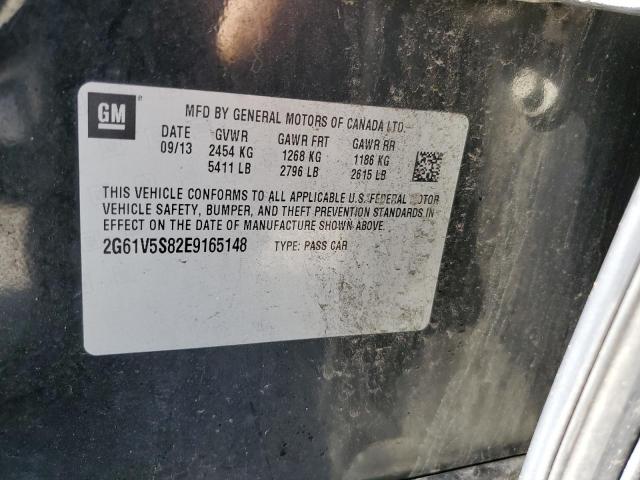 GM
MFD BY GENERAL MOTORS OF CANADA LTD.
DATE GVWR GAWR FRT GAWR RR
09/13 2454 KG 1268 KG 1186 KG
5411 LB 2796 LB 2615 LB
THIS VEHICLE CONFORMS TO ALL APPLICABLE U.S. FEDERAL MOTOR
VEHICLE SAFETY, BUMPER, AND THEFT PREVENTION STANDARDS IN
EFFECT ON THE DATE OF MANUFACTURE SHOWN ABOVE.
2G61V5S82E9165148 TYPE: PASS CAR